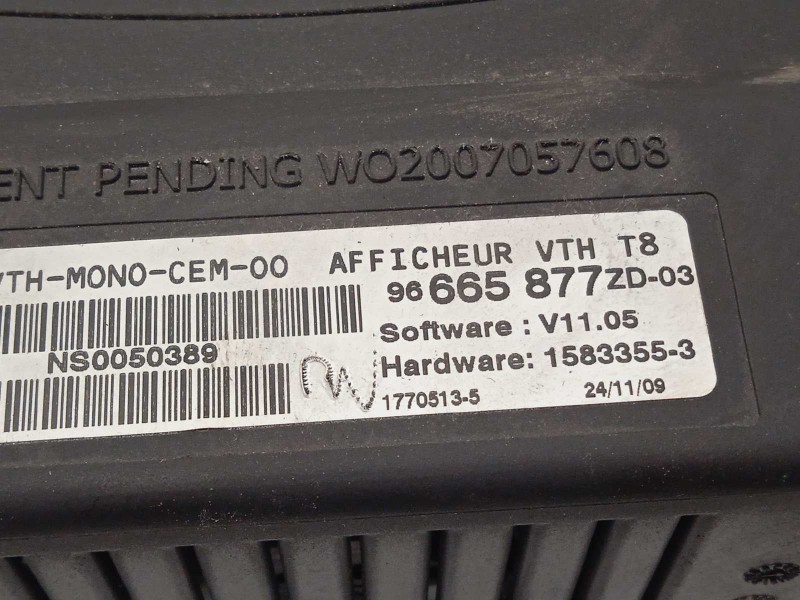 PENDING WO2007057608
VTH-MONO-CEM-00 AFFICHEUR VTH T8
96 665 877ZD-03
Software : V11.05
NS0050389
Hardware: 1583355-3
1770513-5 24/11/09